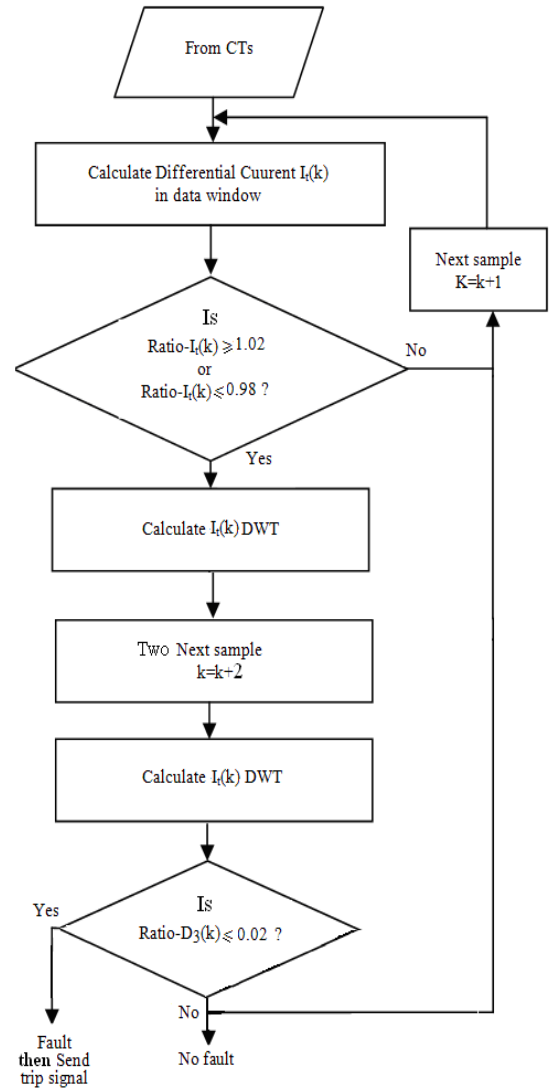 From CTs
Calculate Differential Cuurent Iₜ(k)
in data window
Next sample
K=k+1
Is
Ratio-Iₜ(k) ⩾1.02
or
Ratio-Iₜ(k)⩽0.98 ?
No
Yes
Calculate Iₜ(k) DWT
Two Next sample
k=k+2
Calculate Iₜ(k) DWT
Is
Ratio-D3(k)⩽ 0.02 ?
Yes
No
Fault
then Send
trip signal
No fault